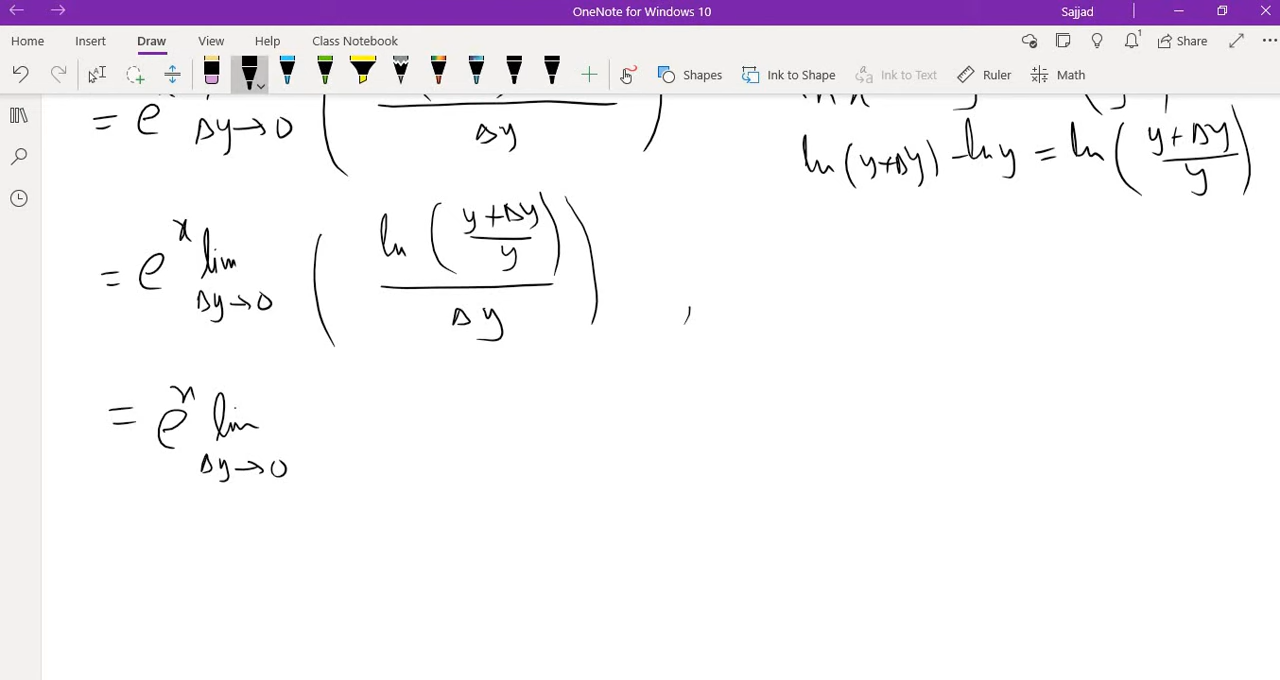 OneNote for Windows 10
Sajjad
Home Insert Draw View Help Class Notebook
Share
Shapes Ink to Shape Ink to Text Ruler Math
= e Δy→0 ( / Δy )
ln(y+Δy) - ln y = ln((y+Δy)/y)
= e^x lim Δy→0 (ln((y+Δy)/y) / Δy) ,
= e^x lim Δy→0